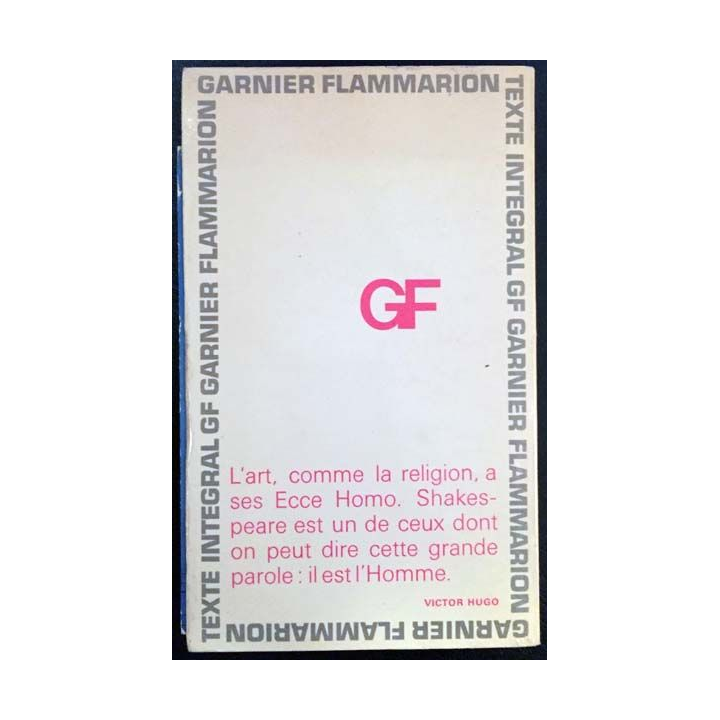 GARNIER FLAMMARION
TEXTE INTEGRAL GF GARNIER FLAMMARION
GARNIER FLAMMARION
TEXTE INTEGRAL GF GARNIER FLAMMARION
GF
L'art, comme la religion, a
ses Ecce Homo. Shakes-
peare est un de ceux dont
on peut dire cette grande
parole : il est l'Homme.
VICTOR HUGO